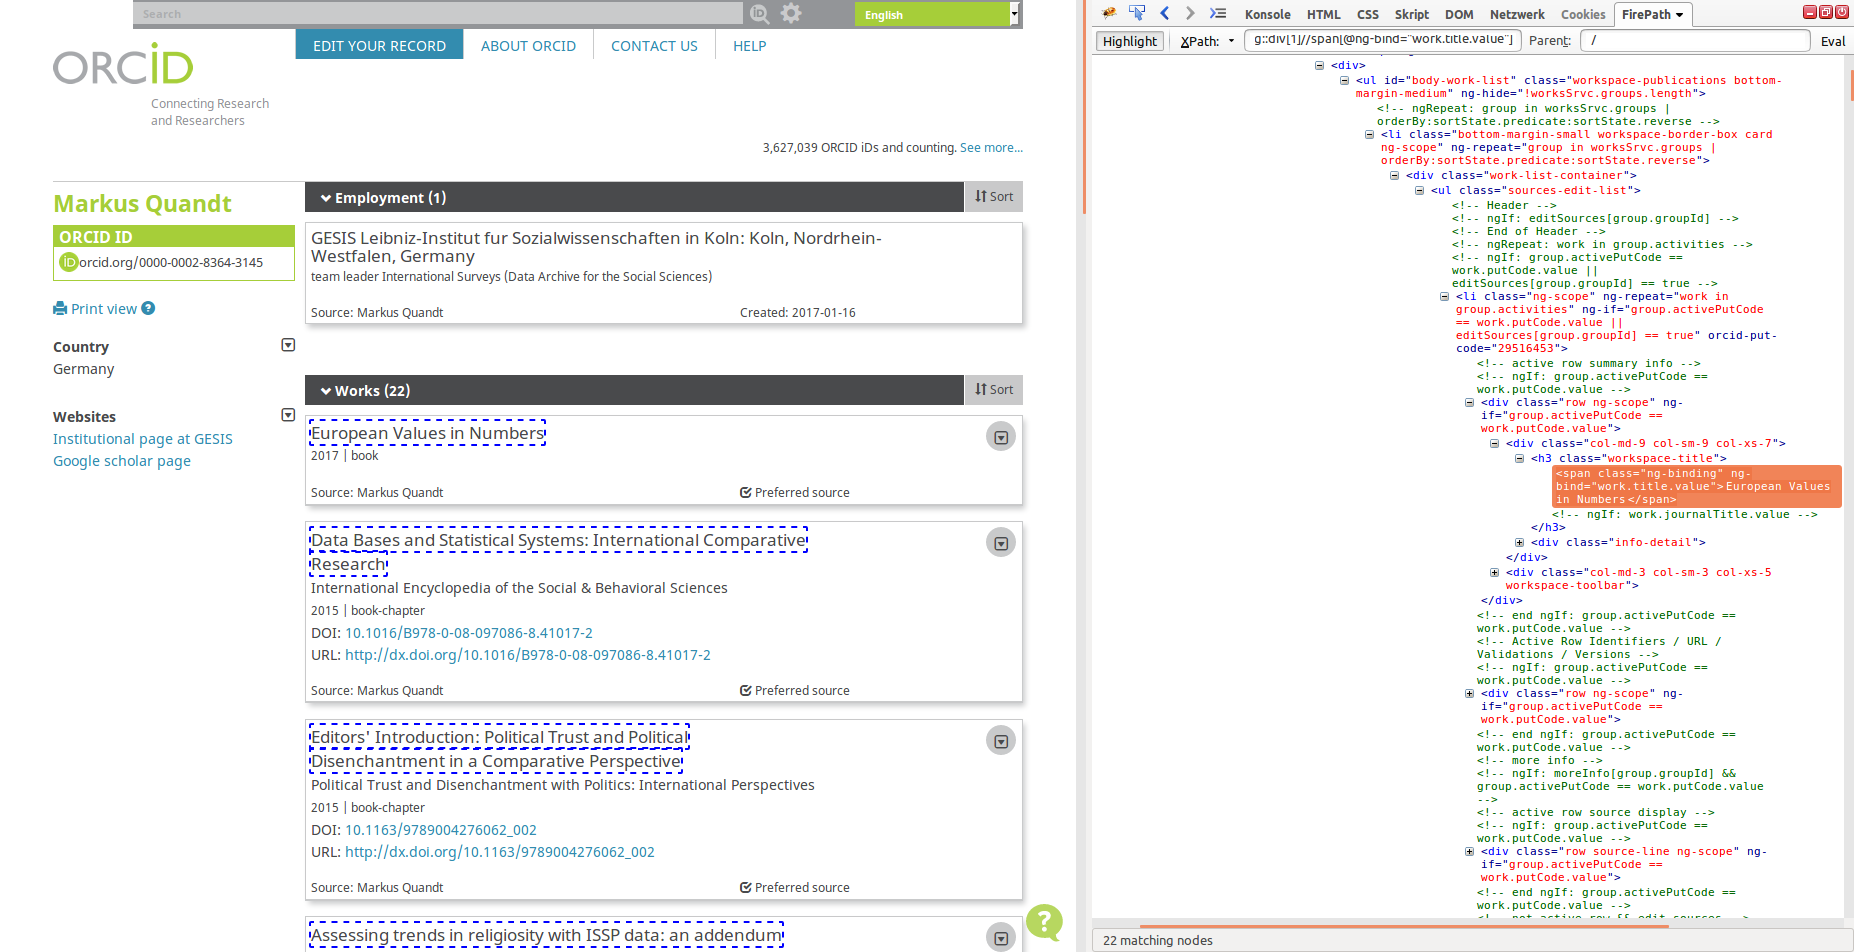 Search
iD
English
EDIT YOUR RECORD
ABOUT ORCID
CONTACT US
HELP
ORCiD
Connecting Research
and Researchers
3,627,039 ORCID iDs and counting. See more...
Markus Quandt
ORCID ID
iD orcid.org/0000-0002-8364-3145
Print view ?
Country
Germany
Websites
Institutional page at GESIS
Google scholar page
Employment (1)
Sort
GESIS Leibniz-Institut fur Sozialwissenschaften in Koln: Koln, Nordrhein-
Westfalen, Germany
team leader International Surveys (Data Archive for the Social Sciences)
Source: Markus Quandt
Created: 2017-01-16
Works (22)
Sort
European Values in Numbers
2017 | book
Source: Markus Quandt
Preferred source
Data Bases and Statistical Systems: International Comparative
Research
International Encyclopedia of the Social & Behavioral Sciences
2015 | book-chapter
DOI: 10.1016/B978-0-08-097086-8.41017-2
URL: http://dx.doi.org/10.1016/B978-0-08-097086-8.41017-2
Source: Markus Quandt
Preferred source
Editors' Introduction: Political Trust and Political
Disenchantment in a Comparative Perspective
Political Trust and Disenchantment with Politics: International Perspectives
2015 | book-chapter
DOI: 10.1163/9789004276062_002
URL: http://dx.doi.org/10.1163/9789004276062_002
Source: Markus Quandt
Preferred source
Assessing trends in religiosity with ISSP data: an addendum
?
Konsole
HTML
CSS
Skript
DOM
Netzwerk
Cookies
FirePath
Highlight
XPath:
g::div[1]//span[@ng-bind="work.title.value"]
Parent:
/
Eval
<div>
<ul id="body-work-list" class="workspace-publications bottom-
margin-medium" ng-hide="!worksSrvc.groups.length">
<!-- ngRepeat: group in worksSrvc.groups |
orderBy:sortState.predicate:sortState.reverse -->
<li class="bottom-margin-small workspace-border-box card
ng-scope" ng-repeat="group in worksSrvc.groups |
orderBy:sortState.predicate:sortState.reverse">
<div class="work-list-container">
<ul class="sources-edit-list">
<!-- Header -->
<!-- ngIf: editSources[group.groupId] -->
<!-- End of Header -->
<!-- ngRepeat: work in group.activities -->
<!-- ngIf: group.activePutCode ==
work.putCode.value ||
editSources[group.groupId] == true -->
<li class="ng-scope" ng-repeat="work in
group.activities" ng-if="group.activePutCode
== work.putCode.value ||
editSources[group.groupId] == true" orcid-put-
code="29516453">
<!-- active row summary info -->
<!-- ngIf: group.activePutCode ==
work.putCode.value -->
<div class="row ng-scope" ng-
if="group.activePutCode ==
work.putCode.value">
<div class="col-md-9 col-sm-9 col-xs-7">
<h3 class="workspace-title">
<span class="ng-binding" ng-
bind="work.title.value">European Values
in Numbers</span>
<!-- ngIf: work.journalTitle.value -->
</h3>
<div class="info-detail">
</div>
<div class="col-md-3 col-sm-3 col-xs-5
workspace-toolbar">
</div>
<!-- end ngIf: group.activePutCode ==
work.putCode.value -->
<!-- Active Row Identifiers / URL /
Validations / Versions -->
<!-- ngIf: group.activePutCode ==
work.putCode.value -->
<div class="row ng-scope" ng-
if="group.activePutCode ==
work.putCode.value">
<!-- end ngIf: group.activePutCode ==
work.putCode.value -->
<!-- more info -->
<!-- ngIf: moreInfo[group.groupId] &&
group.activePutCode == work.putCode.value
-->
<!-- active row source display -->
<!-- ngIf: group.activePutCode ==
work.putCode.value -->
<div class="row source-line ng-scope" ng-
if="group.activePutCode ==
work.putCode.value">
<!-- end ngIf: group.activePutCode ==
work.putCode.value -->
<!-- not active row && edit sources -->
22 matching nodes